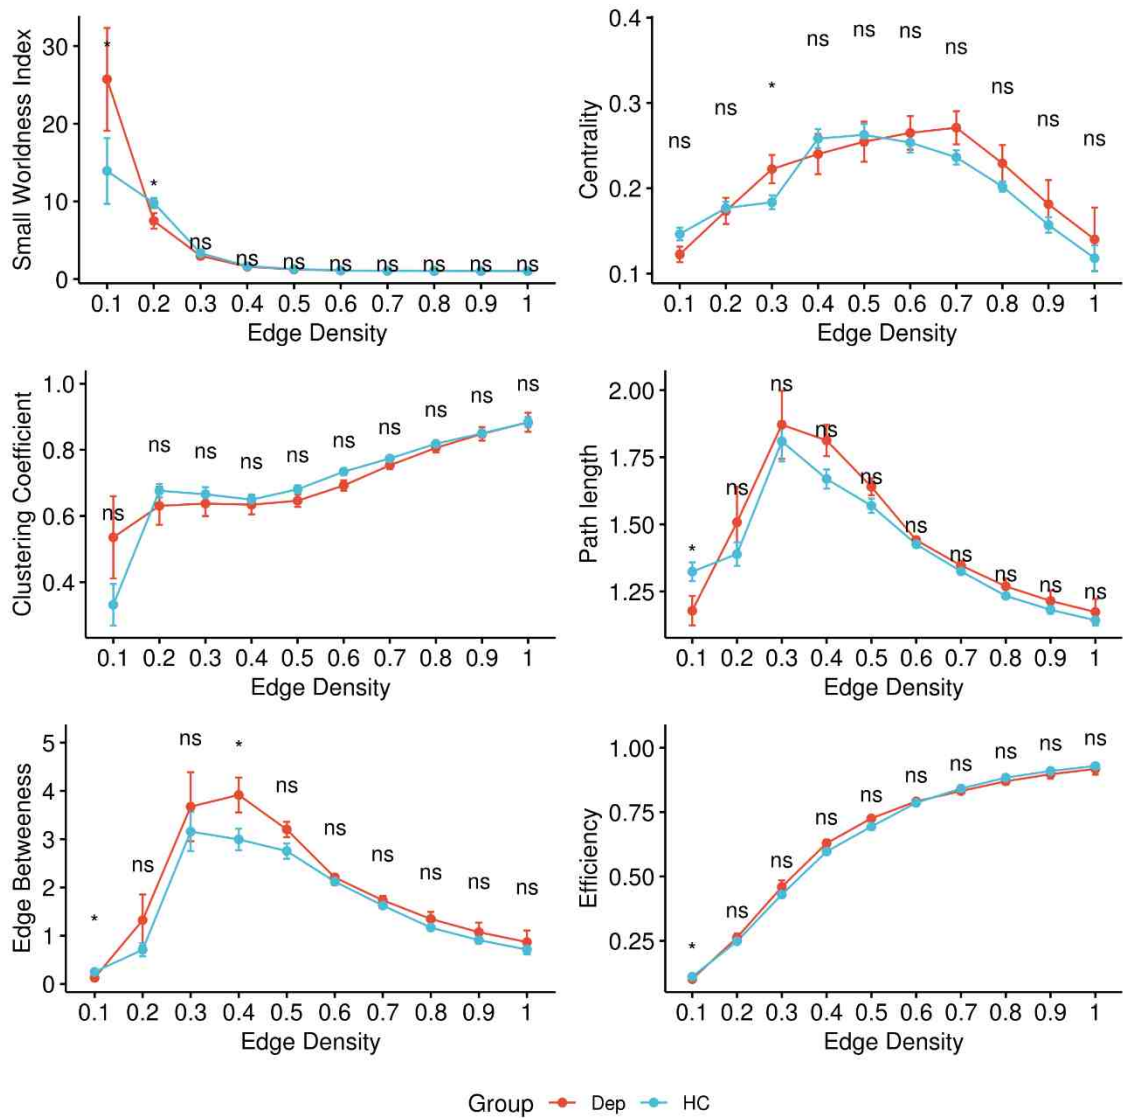 Small Worldness Index
30
20
10
0
* * ns ns ns ns ns ns ns ns
0.1 0.2 0.3 0.4 0.5 0.6 0.7 0.8 0.9 1
Edge Density
Centrality
0.4
0.3
0.2
0.1
ns ns * ns ns ns ns ns ns ns
0.1 0.2 0.3 0.4 0.5 0.6 0.7 0.8 0.9 1
Edge Density
Clustering Coefficient
1.0
0.8
0.6
0.4
ns ns ns ns ns ns ns ns ns ns
0.1 0.2 0.3 0.4 0.5 0.6 0.7 0.8 0.9 1
Edge Density
Path length
2.00
1.75
1.50
1.25
* ns ns ns ns ns ns ns ns ns
0.1 0.2 0.3 0.4 0.5 0.6 0.7 0.8 0.9 1
Edge Density
Edge Betweeness
5
4
3
2
1
0
* ns ns * ns ns ns ns ns ns
0.1 0.2 0.3 0.4 0.5 0.6 0.7 0.8 0.9 1
Edge Density
Efficiency
1.00
0.75
0.50
0.25
* ns ns ns ns ns ns ns ns ns
0.1 0.2 0.3 0.4 0.5 0.6 0.7 0.8 0.9 1
Edge Density
Group Dep HC